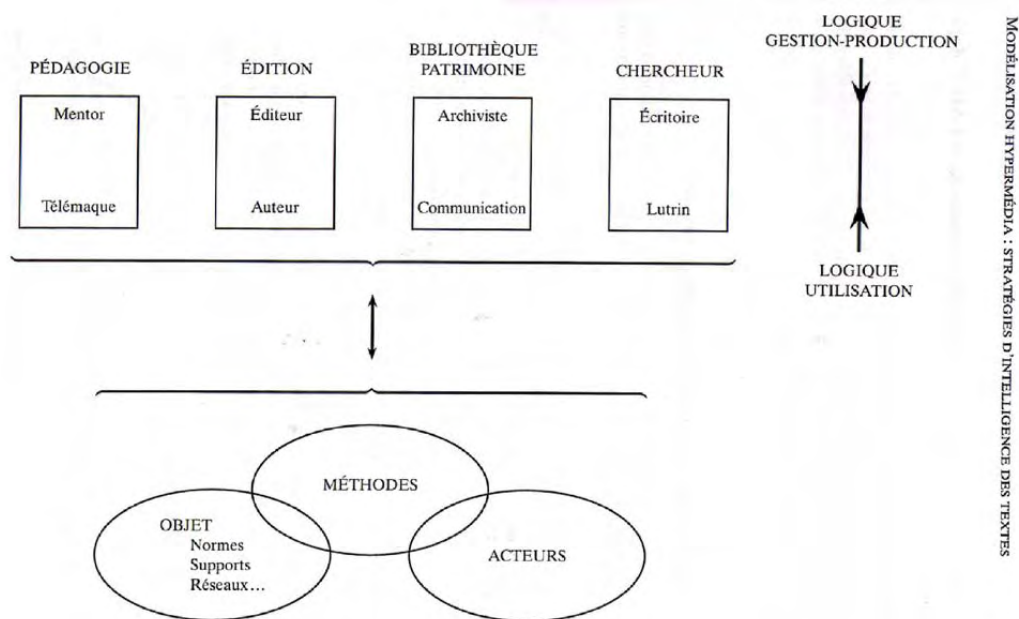 PÉDAGOGIE
Mentor
Télémaque
ÉDITION
Éditeur
Auteur
BIBLIOTHÈQUE
PATRIMOINE
Archiviste
Communication
CHERCHEUR
Écritoire
Lutrin
LOGIQUE
GESTION-PRODUCTION
LOGIQUE
UTILISATION
MÉTHODES
OBJET
Normes
Supports
Réseaux...
ACTEURS
MODÉLISATION HYPERMÉDIA : STRATÉGIES D'INTELLIGENCE DES TEXTES